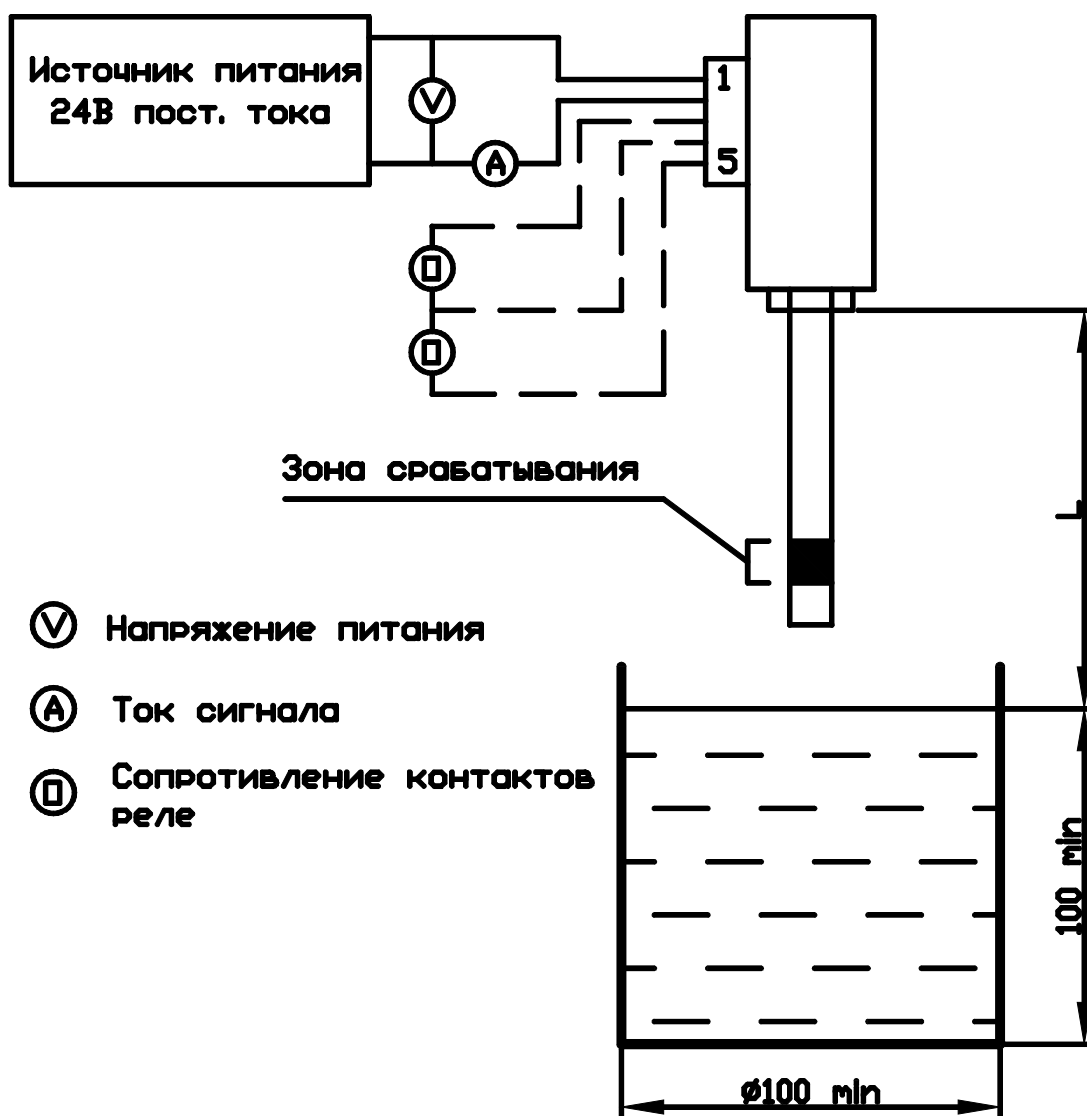 Источник питания
24В пост. тока
V
A
1
5
Зона срабатывания
L
V Напряжение питания
A Ток сигнала
Ω Сопротивление контактов
реле
100 min
ø100 min